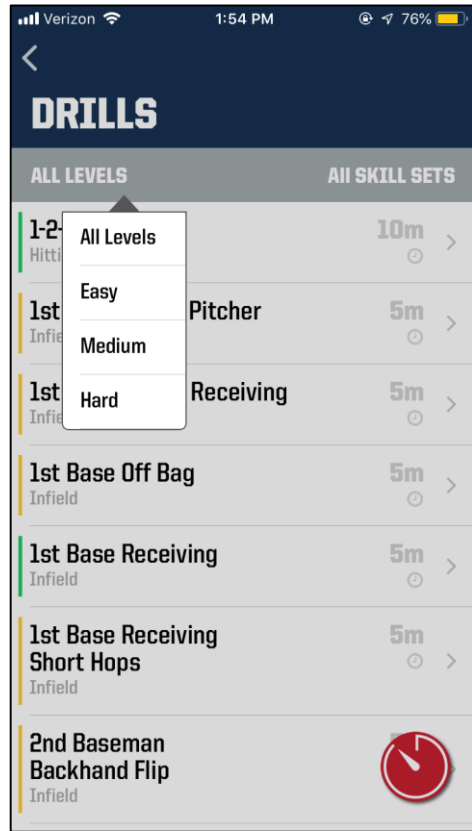 Verizon 1:54 PM 76%
DRILLS
ALL LEVELS All SKILL SETS
All Levels
Easy
Medium
Hard
1-2- 10m
Hitti
1st Pitcher 5m
Infie
1st Receiving 5m
Infie
1st Base Off Bag 5m
Infield
1st Base Receiving 5m
Infield
1st Base Receiving 5m
Short Hops
Infield
2nd Baseman
Backhand Flip
Infield